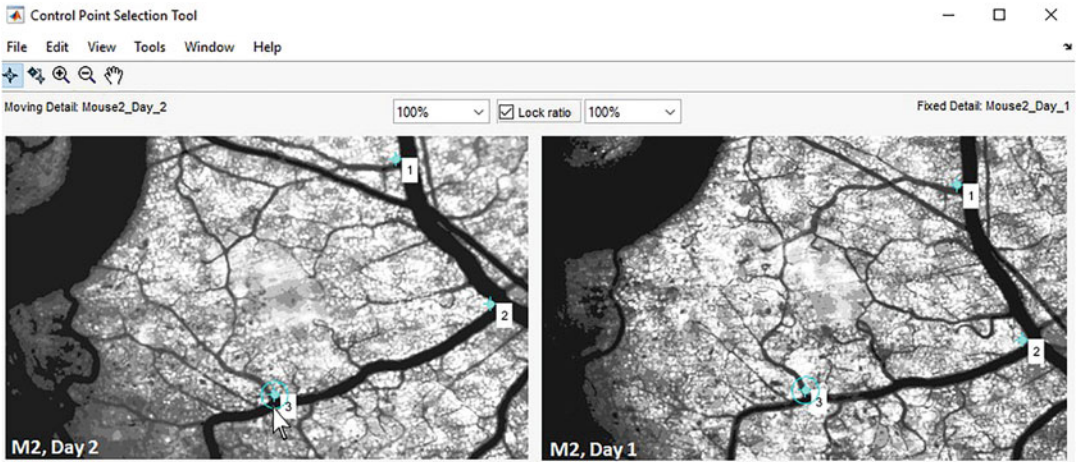 Control Point Selection Tool
File Edit View Tools Window Help
Moving Detail: Mouse2_Day_2 100% Lock ratio 100% Fixed Detail: Mouse2_Day_1
1 1
2 2
3 3
M2, Day 2 M2, Day 1